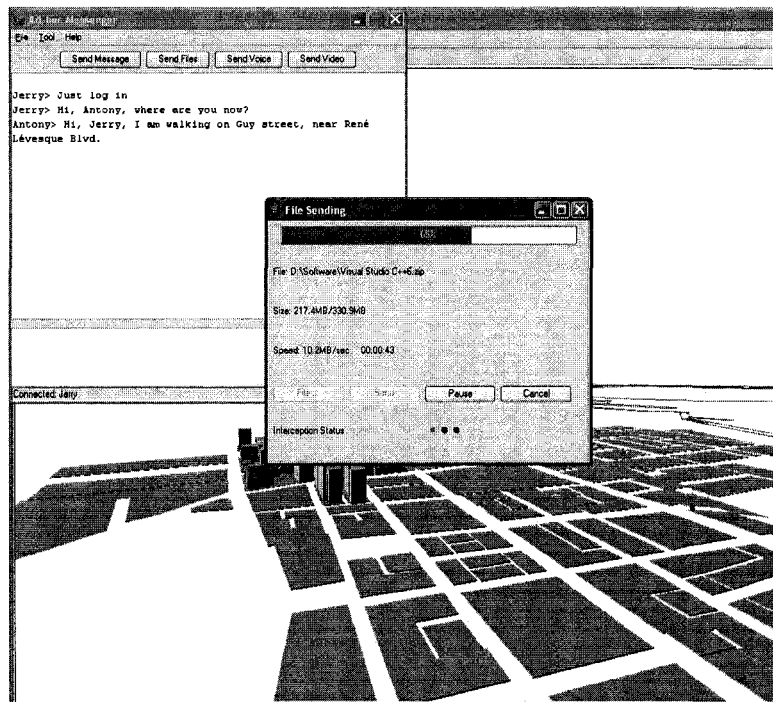 Ad hoc Messenger
File Tool Help
Send Message Send Files Send Voice Send Video
Jerry> Just log in
Jerry> Hi, Antony, where are you now?
Antony> Hi, Jerry, I am walking on Guy street, near René
Lévesque Blvd.
File Sending
File: D:\Software\Visual Studio C++6.zip
Size: 217.4MB/330.9MB
Speed: 10.2MB/sec 00:00:43
Pause Cancel
Interception Status
Connected: Jerry